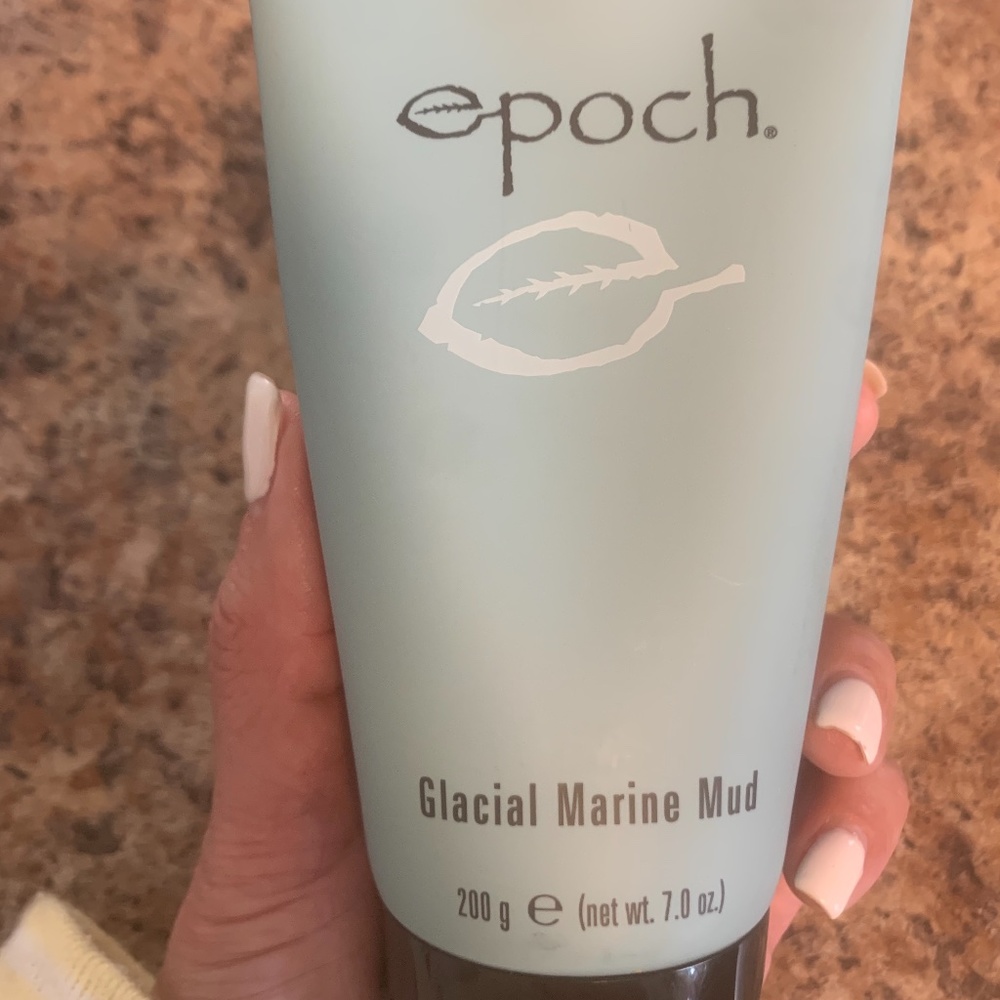 epoch®
Glacial Marine Mud
200 g ℮ (net wt. 7.0 oz.)